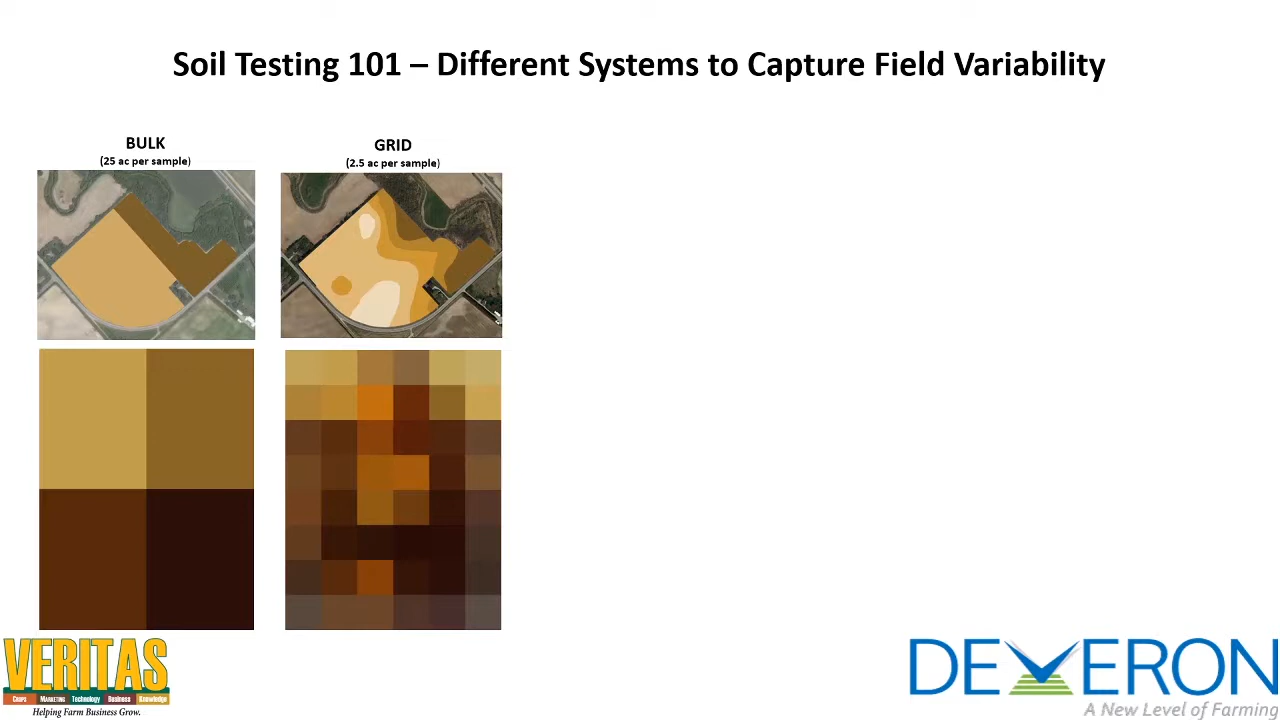 Soil Testing 101 – Different Systems to Capture Field Variability
BULK
(25 ac per sample)
GRID
(2.5 ac per sample)
VERITAS
Crops Marketing Technology Business Knowledge
Helping Farm Business Grow.
DEVERON
A New Level of Farming